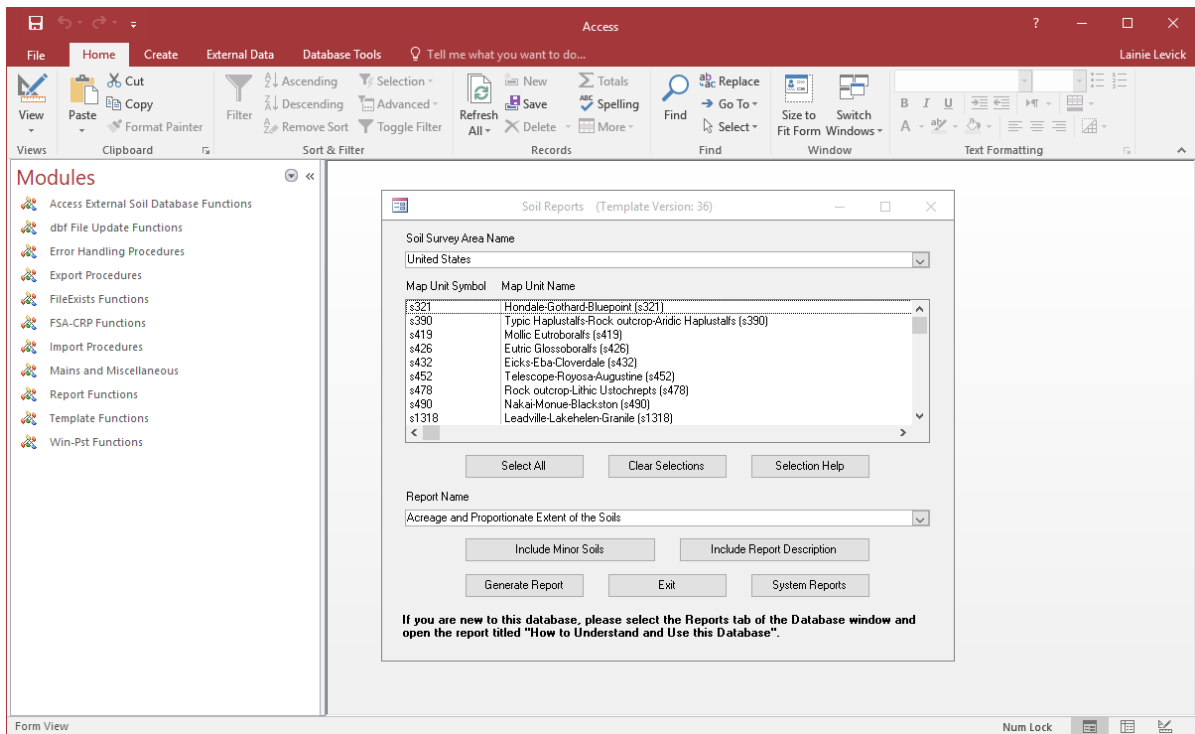 Access
File Home Create External Data Database Tools Tell me what you want to do... Lainie Levick
View
Views
Paste
Cut
Copy
Format Painter
Clipboard
Filter
Ascending
Descending
Remove Sort
Selection
Advanced
Toggle Filter
Sort & Filter
Refresh
All
New
Save
Delete
Totals
Spelling
More
Records
Find
Replace
Go To
Select
Find
Size to
Fit Form
Switch
Windows
Window
B I U
A
Text Formatting
Modules
Access External Soil Database Functions
dbf File Update Functions
Error Handling Procedures
Export Procedures
FileExists Functions
FSA-CRP Functions
Import Procedures
Mains and Miscellaneous
Report Functions
Template Functions
Win-Pst Functions
Soil Reports (Template Version: 36)
Soil Survey Area Name
United States
Map Unit Symbol Map Unit Name
s321 Hondale-Gothard-Bluepoint (s321)
s390 Typic Haplustalfs-Rock outcrop-Aridic Haplustalfs (s390)
s419 Mollic Eutroboralfs (s419)
s426 Eutric Glossoboralfs (s426)
s432 Eicks-Eba-Cloverdale (s432)
s452 Telescope-Royosa-Augustine (s452)
s478 Rock outcrop-Lithic Ustochrepts (s478)
s490 Nakai-Monue-Blackston (s490)
s1318 Leadville-Lakehelen-Granile (s1318)
Select All Clear Selections Selection Help
Report Name
Acreage and Proportionate Extent of the Soils
Include Minor Soils Include Report Description
Generate Report Exit System Reports
If you are new to this database, please select the Reports tab of the Database window and
open the report titled "How to Understand and Use this Database".
Form View Num Lock